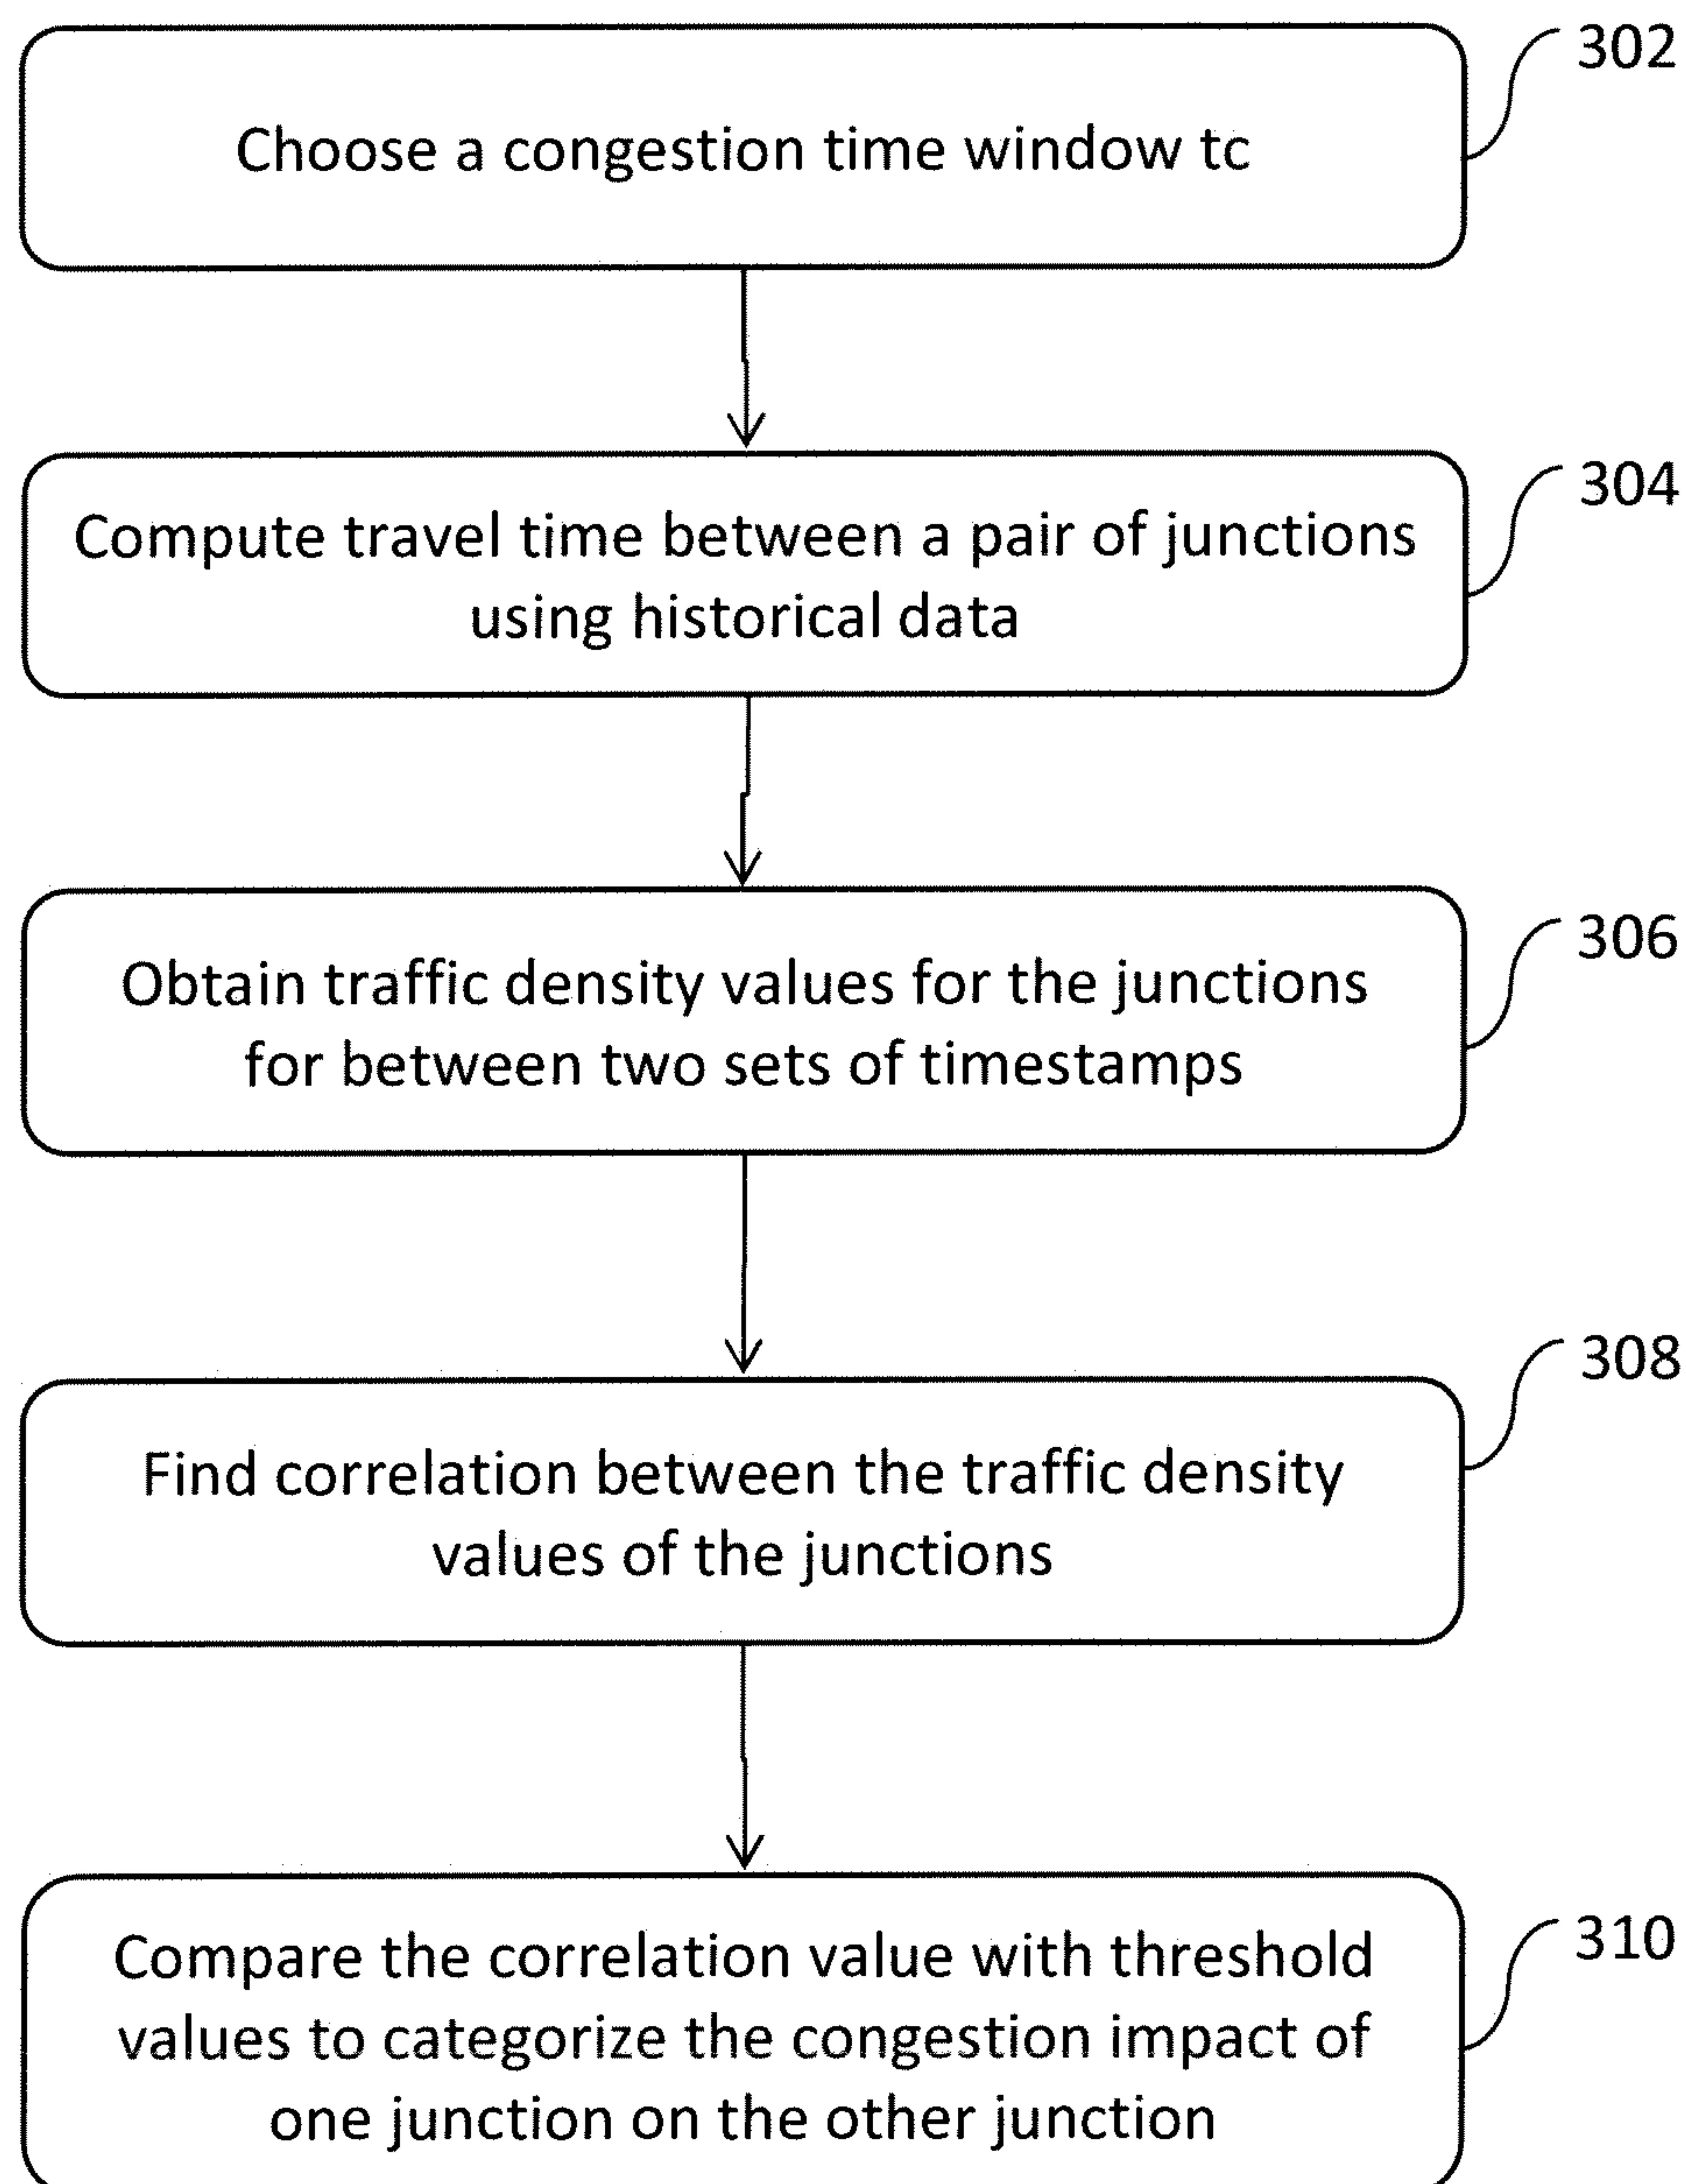 302
Choose a congestion time window tc
304
Compute travel time between a pair of junctions
using historical data
306
Obtain traffic density values for the junctions
for between two sets of timestamps
308
Find correlation between the traffic density
values of the junctions
310
Compare the correlation value with threshold
values to categorize the congestion impact of
one junction on the other junction